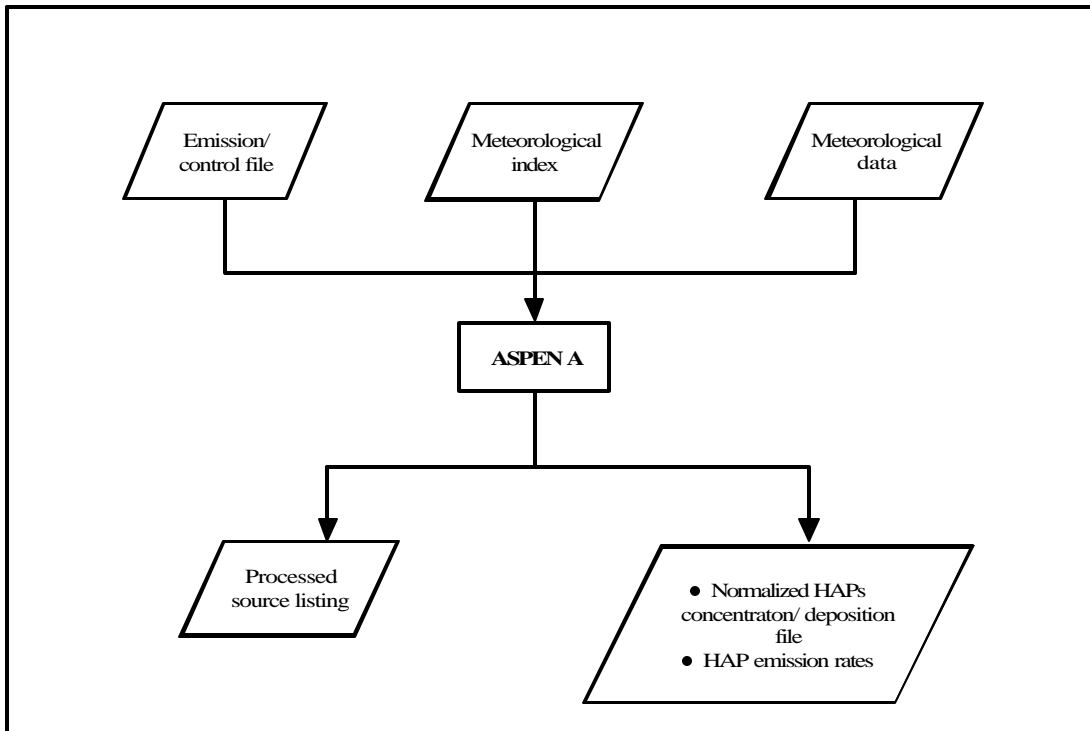 Emission/
control file
Meteorological
index
Meteorological
data
ASPEN A
Processed
source listing
● Normalized HAPs
concentraton/ deposition
file
● HAP emission rates